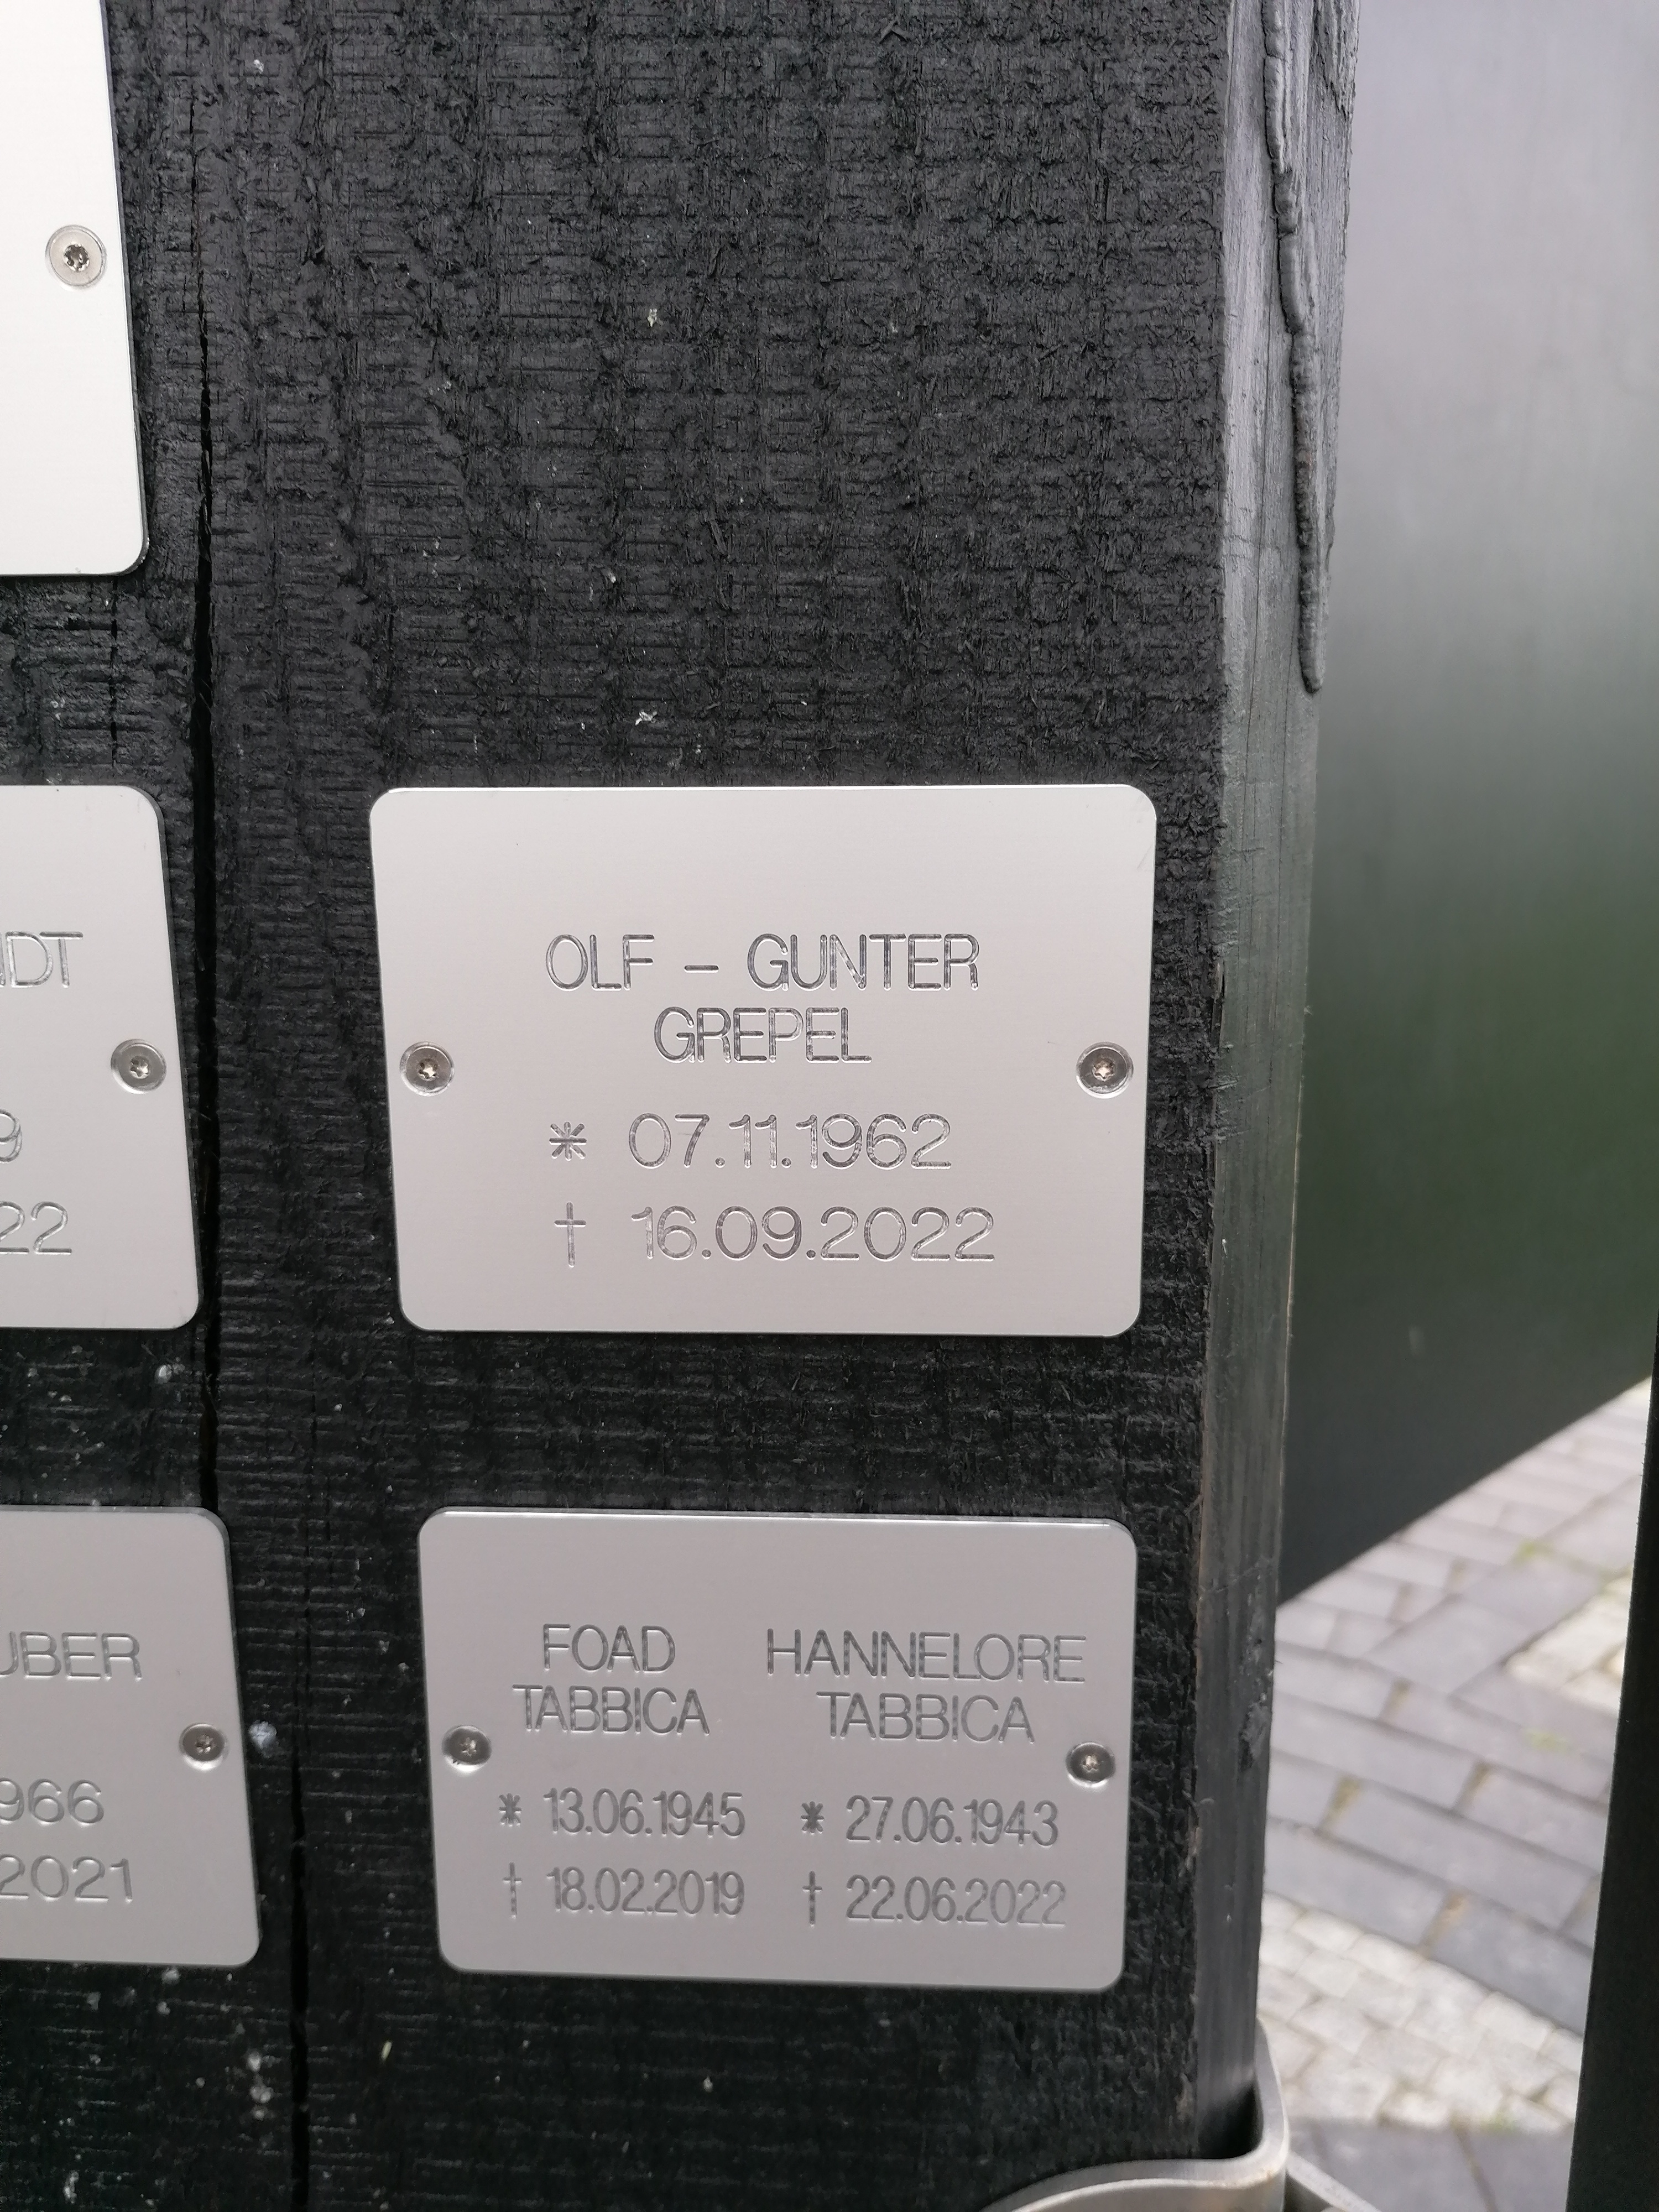 OLF - GUNTER
GREPEL
* 07.11.1962
† 16.09.2022
FOAD
TABBICA
* 13.06.1945
† 18.02.2019
HANNELORE
TABBICA
* 27.06.1943
† 22.06.2022